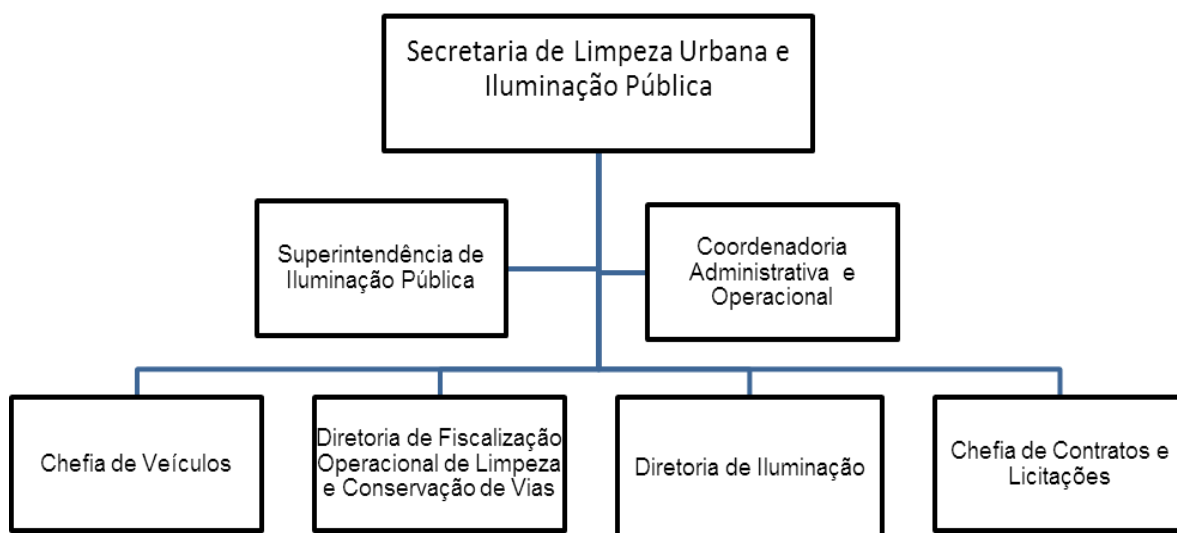 Secretaria de Limpeza Urbana e
Iluminação Pública
Superintendência de
Iluminação Pública
Coordenadoria
Administrativa e
Operacional
Chefia de Veículos
Diretoria de Fiscalização
Operacional de Limpeza
e Conservação de Vias
Diretoria de Iluminação
Chefia de Contratos e
Licitações